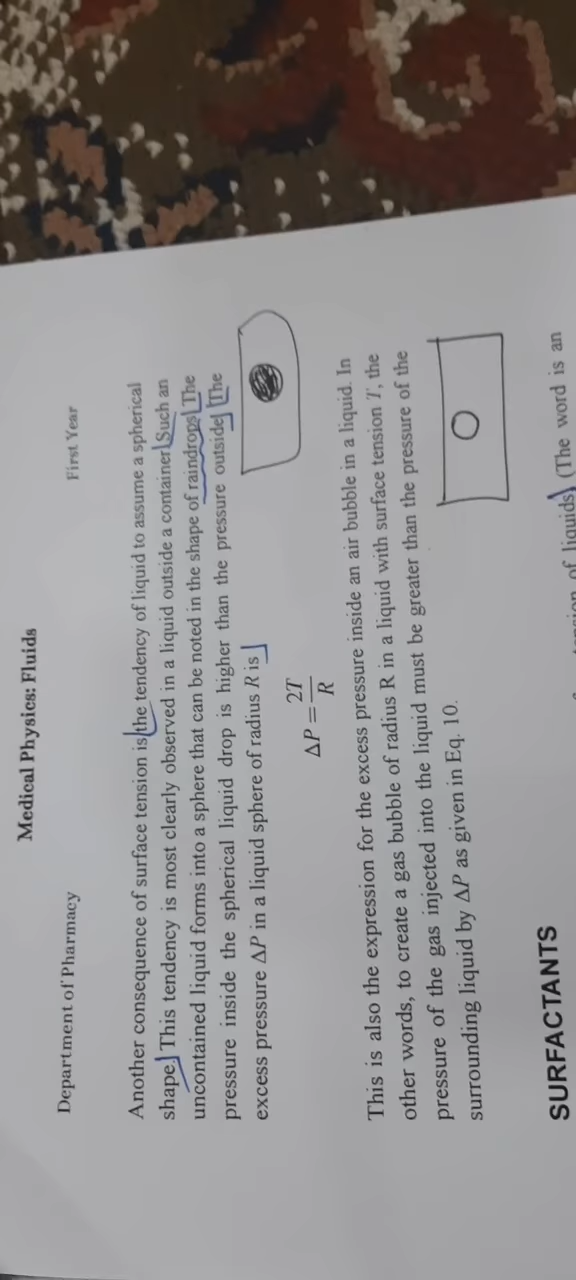 Medical Physics: Fluids
Department of Pharmacy First Year
Another consequence of surface tension is the tendency of liquid to assume a spherical
shape. This tendency is most clearly observed in a liquid outside a container. Such an
uncontained liquid forms into a sphere that can be noted in the shape of raindrops. The
pressure inside the spherical liquid drop is higher than the pressure outside. The
excess pressure ΔP in a liquid sphere of radius R is
ΔP = 2T/R
This is also the expression for the excess pressure inside an air bubble in a liquid. In
other words, to create a gas bubble of radius R in a liquid with surface tension T, the
pressure of the gas injected into the liquid must be greater than the pressure of the
surrounding liquid by ΔP as given in Eq. 10.
SURFACTANTS
tension of liquids. (The word is an